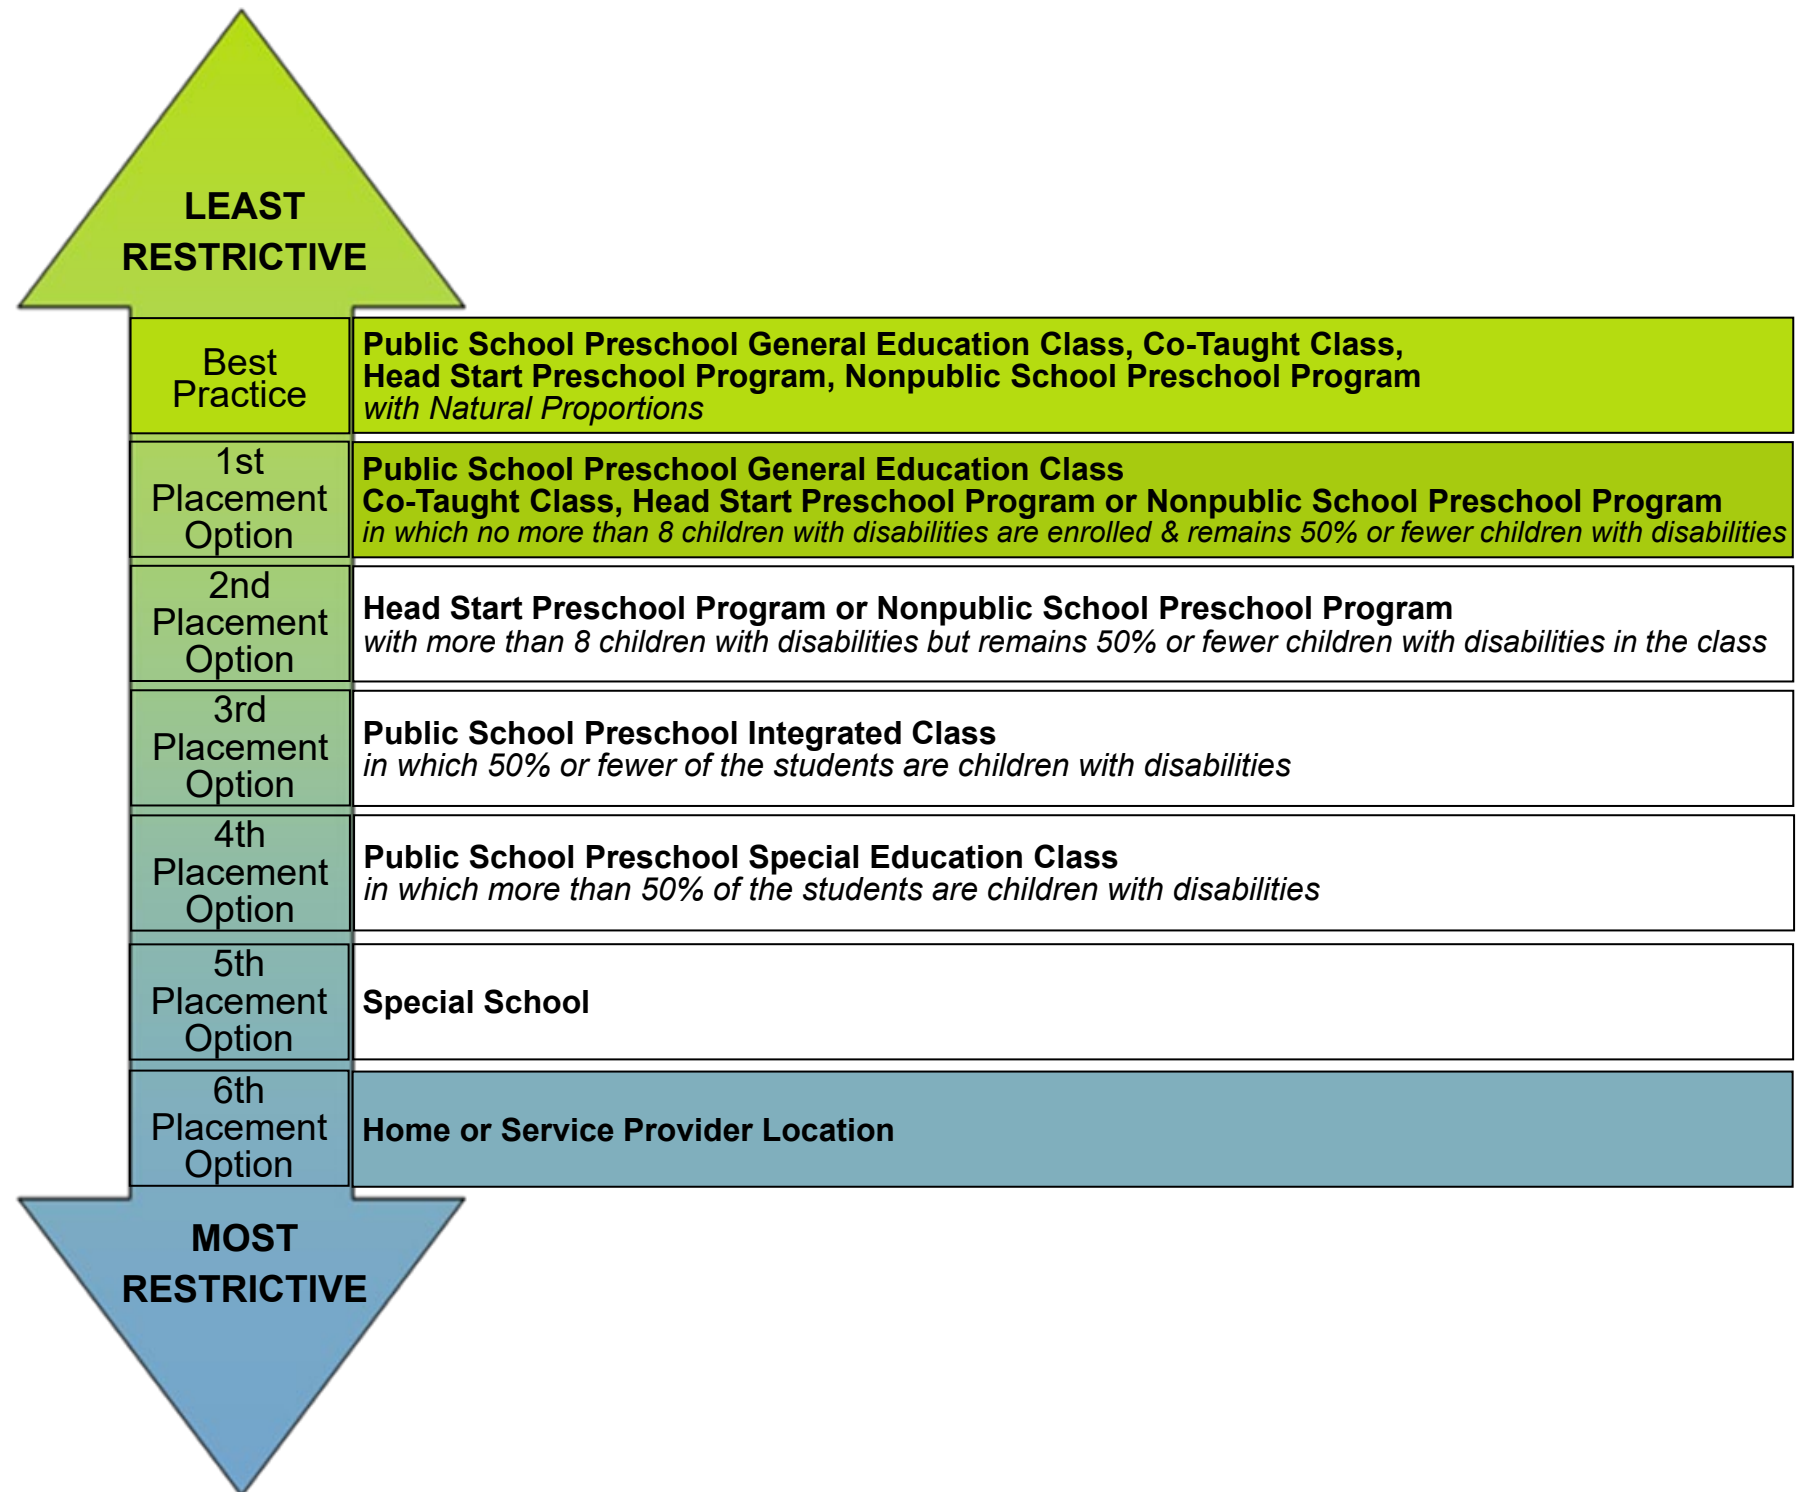 LEAST
RESTRICTIVE
Best
Practice
Public School Preschool General Education Class, Co-Taught Class,
Head Start Preschool Program, Nonpublic School Preschool Program
with Natural Proportions
1st
Placement
Option
Public School Preschool General Education Class
Co-Taught Class, Head Start Preschool Program or Nonpublic School Preschool Program
in which no more than 8 children with disabilities are enrolled & remains 50% or fewer children with disabilities
2nd
Placement
Option
Head Start Preschool Program or Nonpublic School Preschool Program
with more than 8 children with disabilities but remains 50% or fewer children with disabilities in the class
3rd
Placement
Option
Public School Preschool Integrated Class
in which 50% or fewer of the students are children with disabilities
4th
Placement
Option
Public School Preschool Special Education Class
in which more than 50% of the students are children with disabilities
5th
Placement
Option
Special School
6th
Placement
Option
Home or Service Provider Location
MOST
RESTRICTIVE